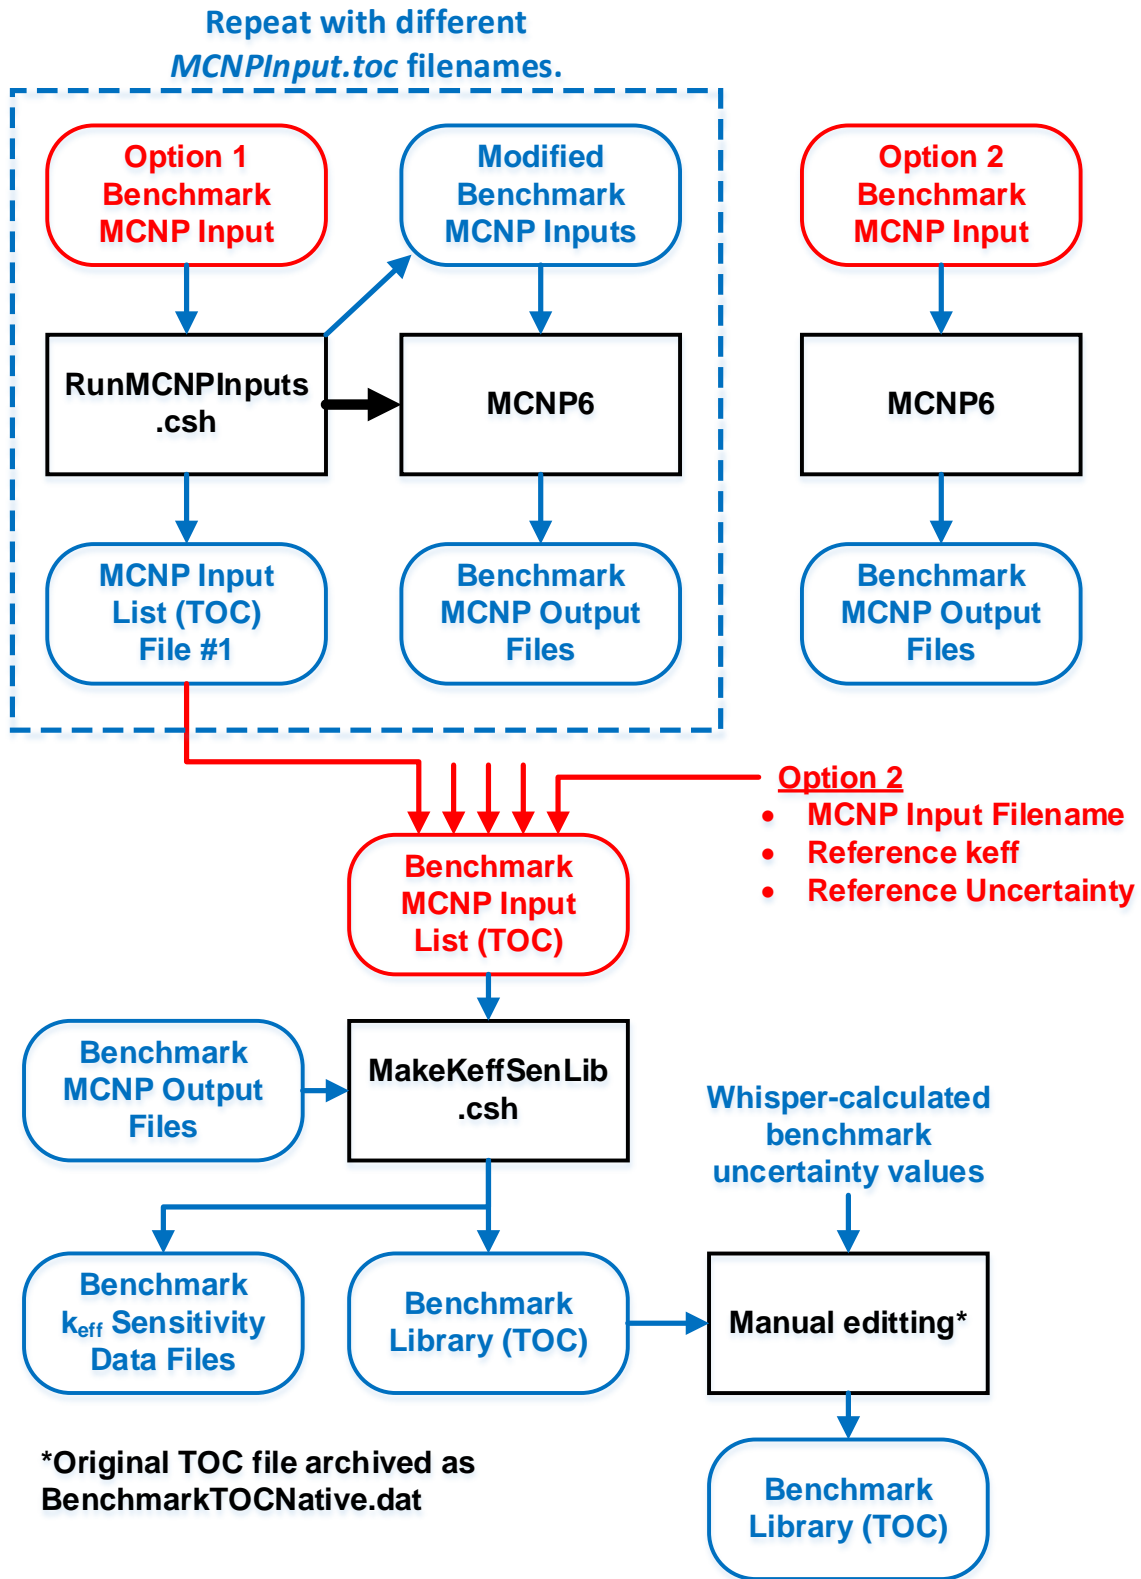 Repeat with different
MCNPInput.toc filenames.
Option 1
Benchmark
MCNP Input
Modified
Benchmark
MCNP Inputs
Option 2
Benchmark
MCNP Input
RunMCNPInputs
.csh
MCNP6
MCNP6
MCNP Input
List (TOC)
File #1
Benchmark
MCNP Output
Files
Benchmark
MCNP Output
Files
Option 2
• MCNP Input Filename
• Reference keff
• Reference Uncertainty
Benchmark
MCNP Input
List (TOC)
Benchmark
MCNP Output
Files
MakeKeffSenLib
.csh
Whisper-calculated
benchmark
uncertainty values
Benchmark
keff Sensitivity
Data Files
Benchmark
Library (TOC)
Manual editting*
*Original TOC file archived as
BenchmarkTOCNative.dat
Benchmark
Library (TOC)